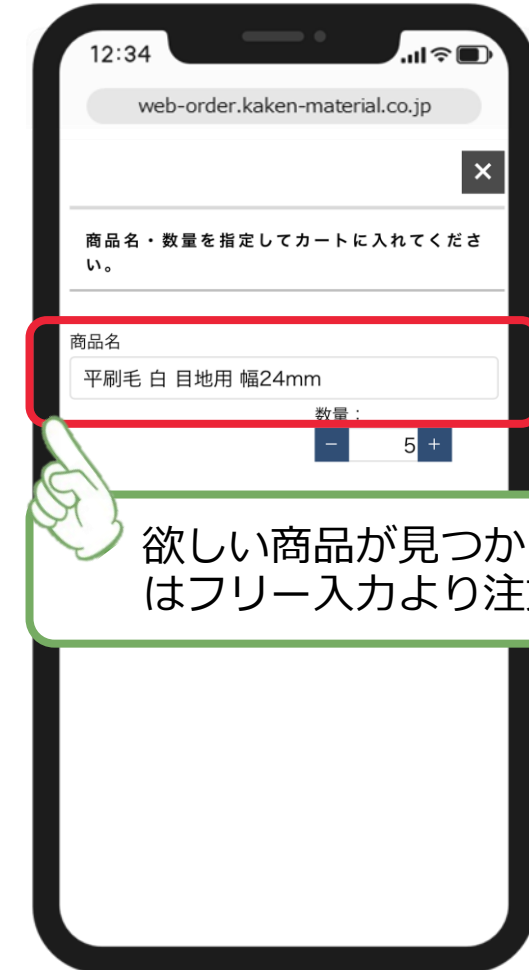 12:34
web-order.kaken-material.co.jp
×
商品名・数量を指定してカートに入れてくださ
い。
商品名
平刷毛 白 目地用 幅24mm
数量：
− 5 +
欲しい商品が見つか
はフリー入力より注